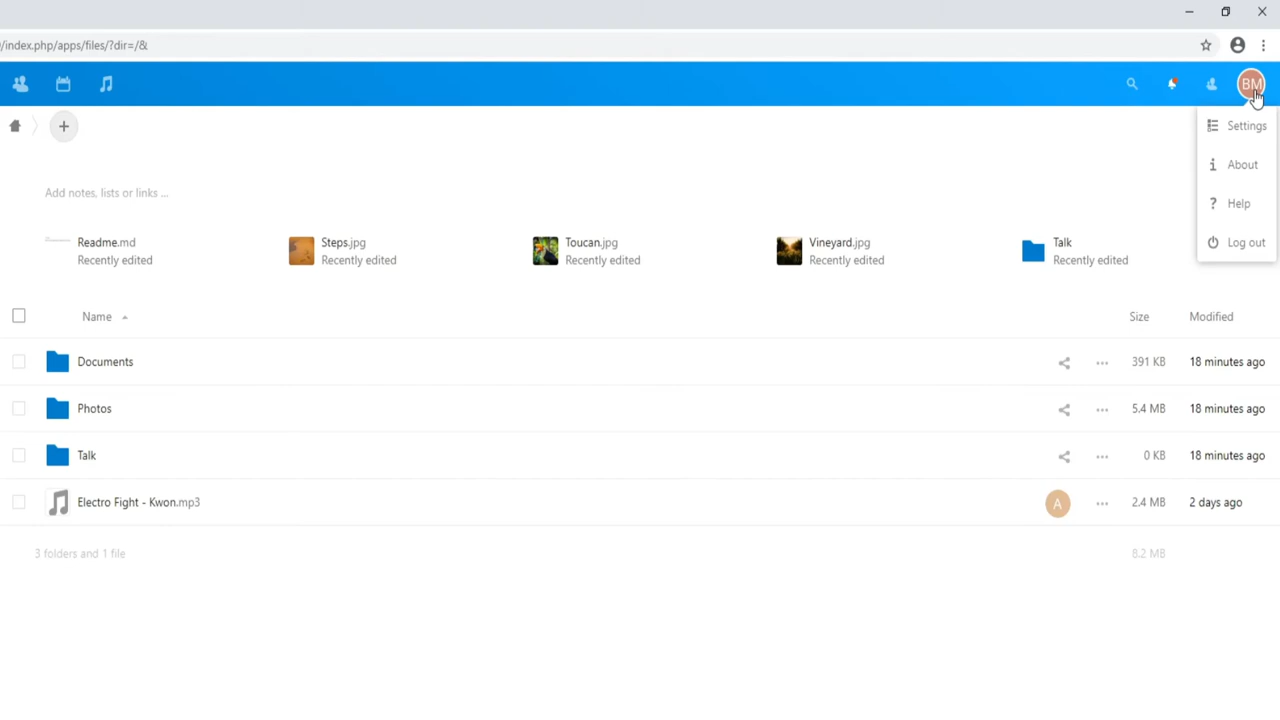 /index.php/apps/files/?dir=/&
BM
Settings
About
Help
Log out
Add notes, lists or links ...
Readme.md
Recently edited
Steps.jpg
Recently edited
Toucan.jpg
Recently edited
Vineyard.jpg
Recently edited
Talk
Recently edited
Name Size Modified
Documents 391 KB 18 minutes ago
Photos 5.4 MB 18 minutes ago
Talk 0 KB 18 minutes ago
Electro Fight - Kwon.mp3 A 2.4 MB 2 days ago
3 folders and 1 file 8.2 MB